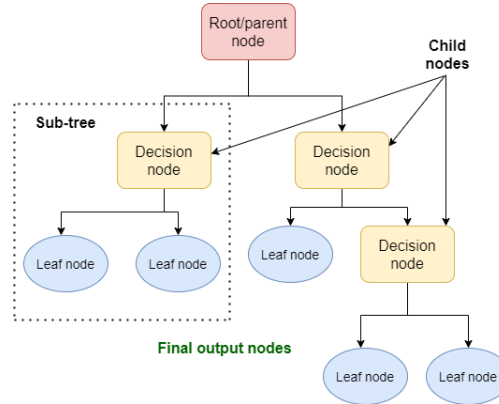 Root/parent
node
Child
nodes
Sub-tree
Decision
node
Decision
node
Leaf node
Leaf node
Leaf node
Decision
node
Final output nodes
Leaf node
Leaf node